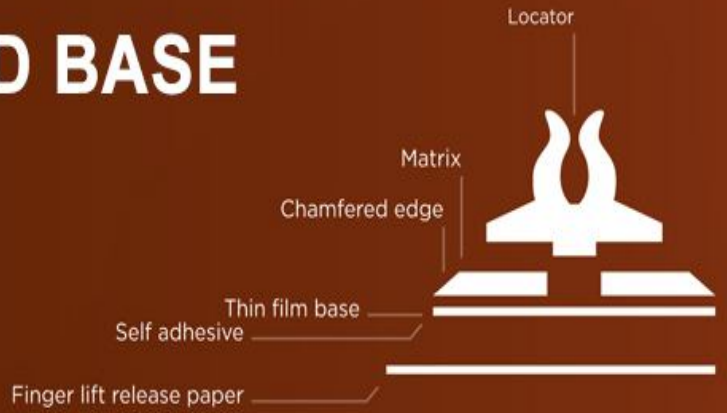 D BASE
Locator
Matrix
Chamfered edge
Thin film base
Self adhesive
Finger lift release paper